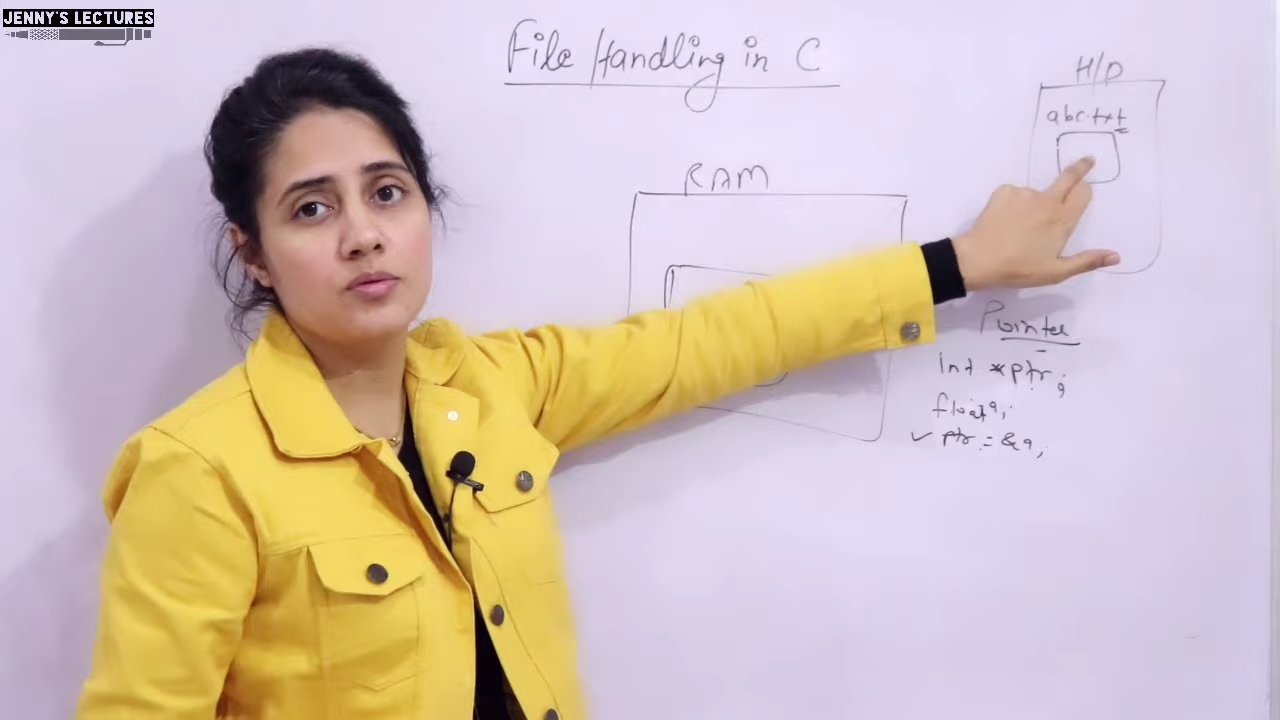 JENNY'S LECTURES
File Handling in C
H/D
abc.txt
RAM
Pointer
int *ptr;
float a;
✓ ptr = &a;